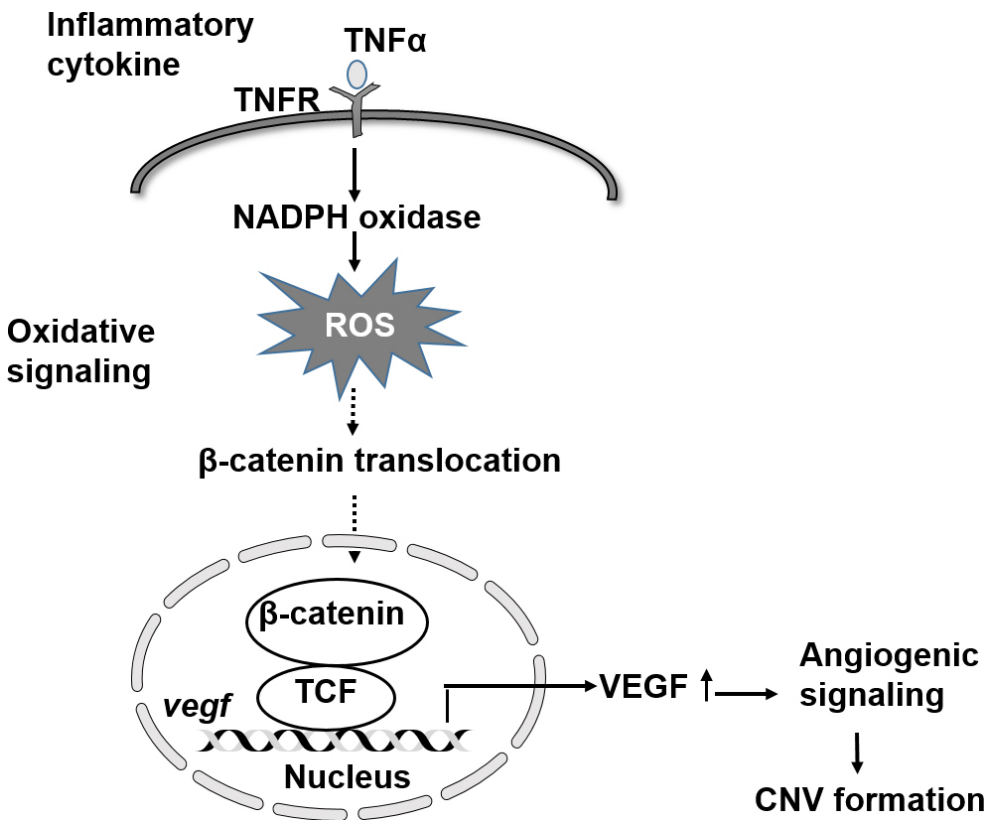 Inflammatory
cytokine
TNFα
TNFR
NADPH oxidase
ROS
Oxidative
signaling
β-catenin translocation
β-catenin
TCF
vegf
Nucleus
VEGF
Angiogenic
signaling
CNV formation